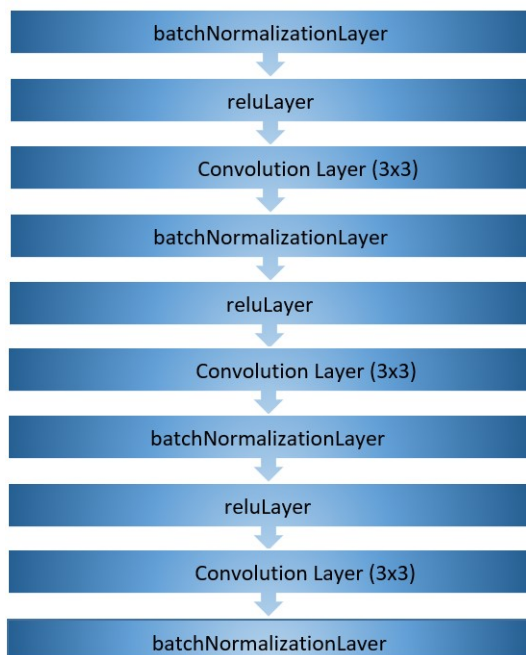 batchNormalizationLayer
reluLayer
Convolution Layer (3x3)
batchNormalizationLayer
reluLayer
Convolution Layer (3x3)
batchNormalizationLayer
reluLayer
Convolution Layer (3x3)
batchNormalizationLayer